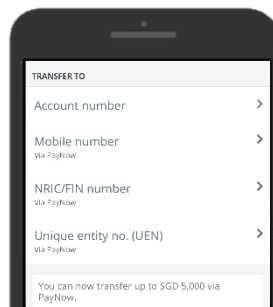 TRANSFER TO
Account number
Mobile number
Via PayNow
NRIC/FIN number
Via PayNow
Unique entity no. (UEN)
Via PayNow
You can now transfer up to SGD 5,000 via
PayNow.